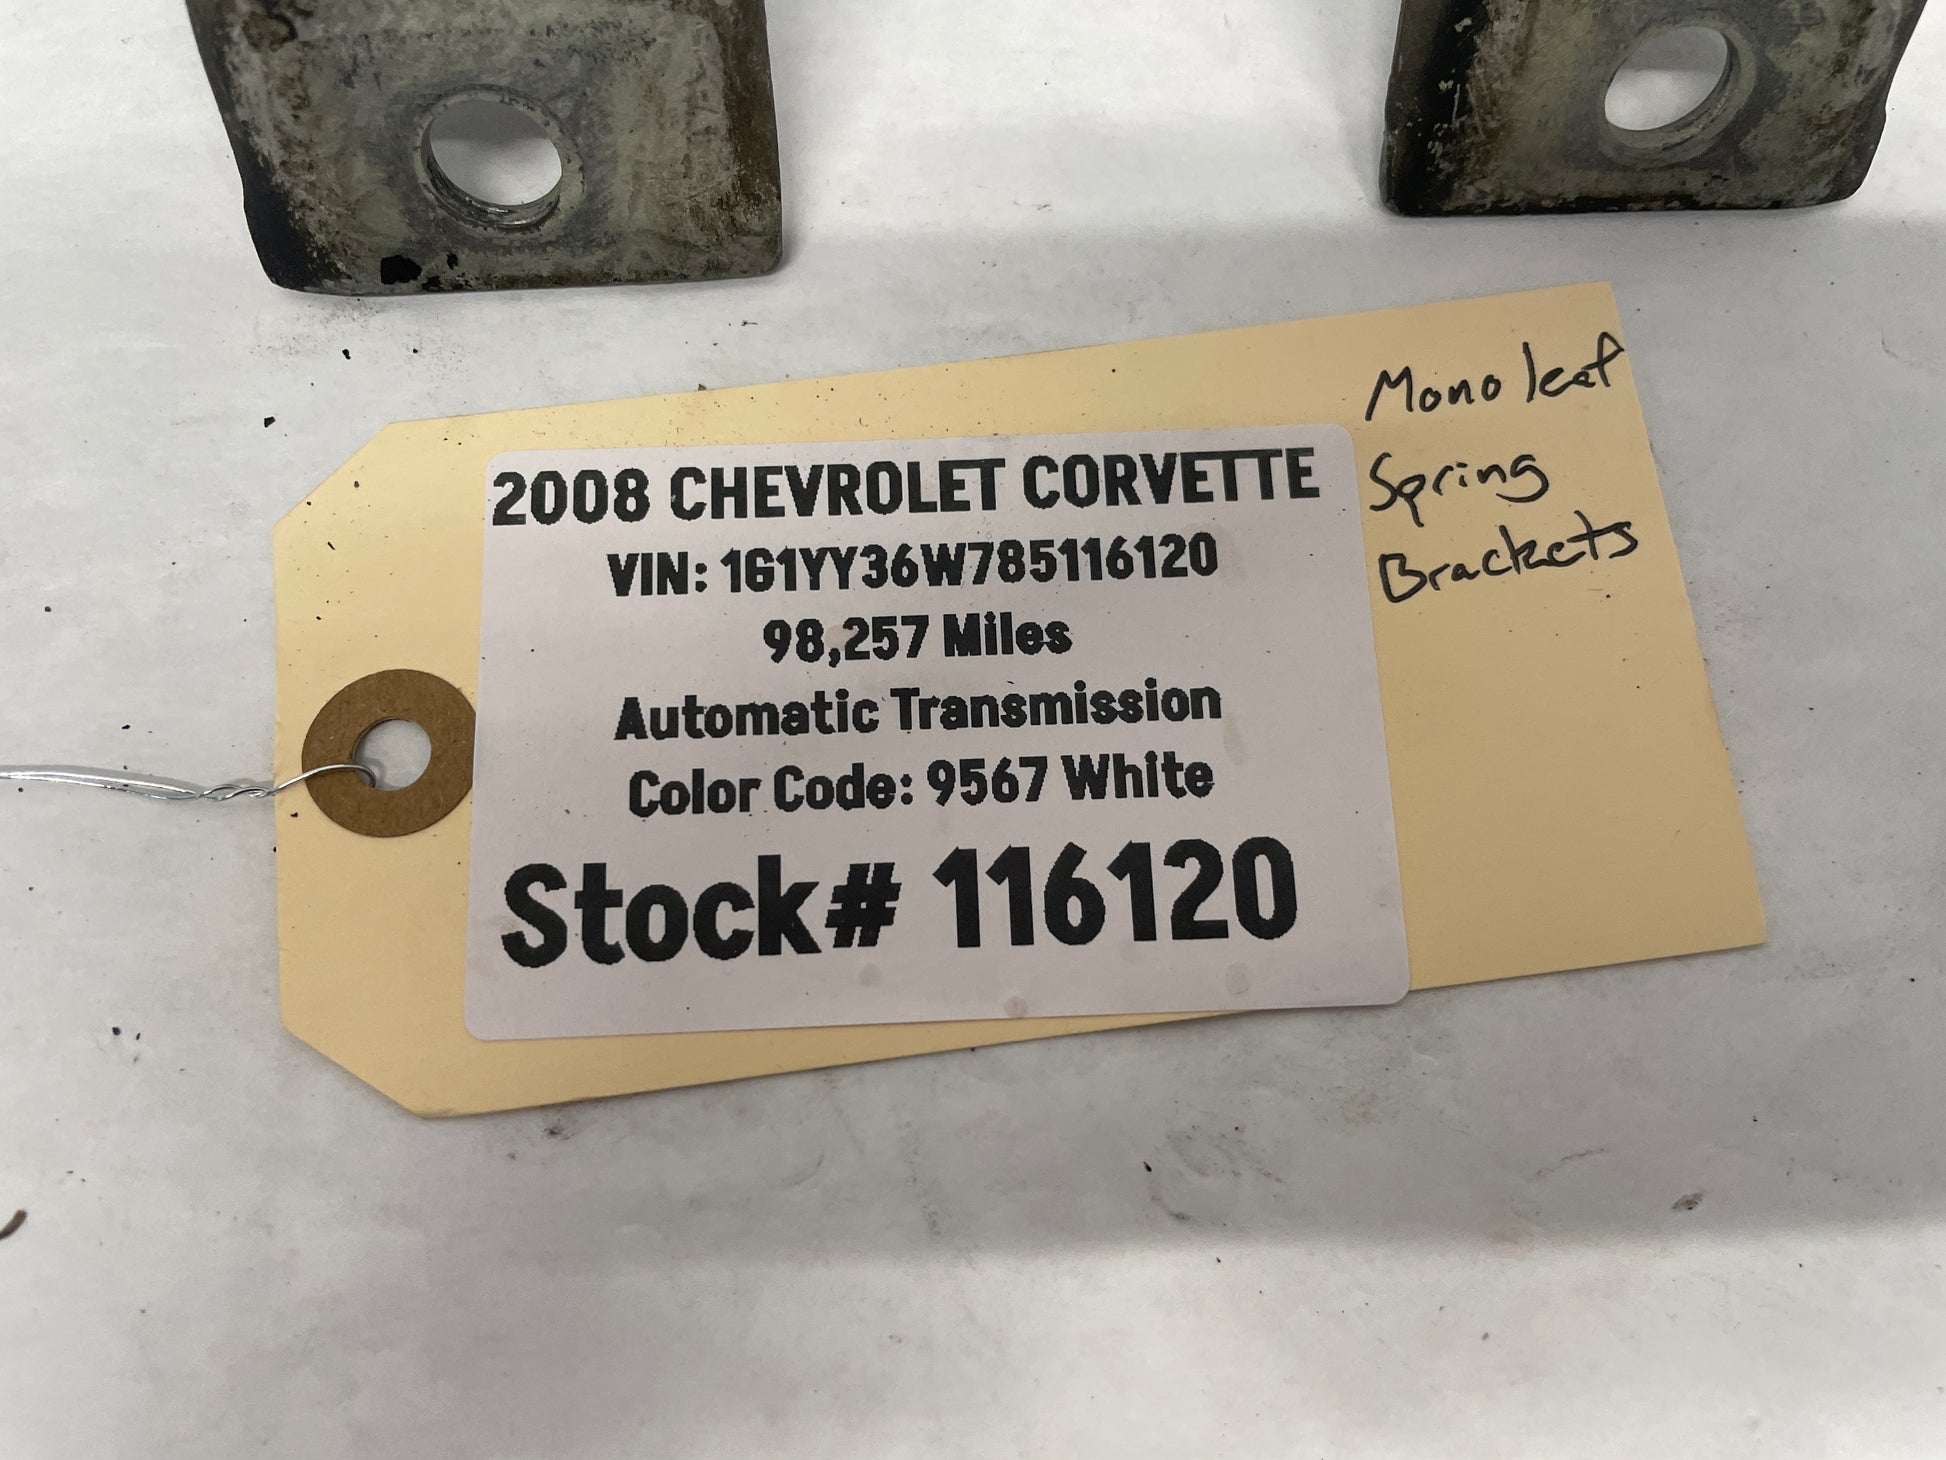 2008 CHEVROLET CORVETTE
VIN: 1G1YY36W785116120
98,257 Miles
Automatic Transmission
Color Code: 9567 White
Stock# 116120
Mono leaf
Spring
Brackets